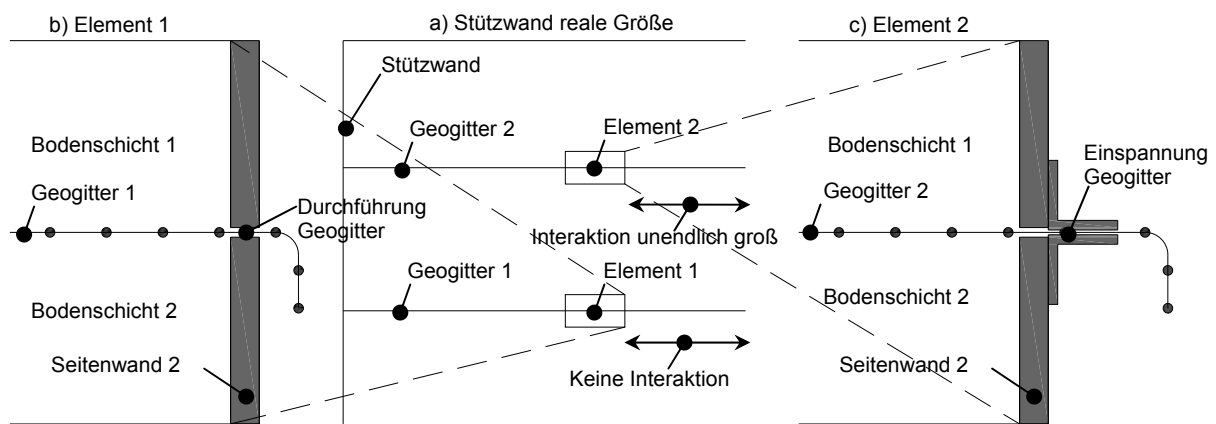 b) Element 1
Bodenschicht 1
Geogitter 1
Durchführung
Geogitter
Bodenschicht 2
Seitenwand 2
a) Stützwand reale Größe
Stützwand
Geogitter 2
Element 2
Interaktion unendlich groß
Geogitter 1
Element 1
Keine Interaktion
c) Element 2
Bodenschicht 1
Einspannung
Geogitter
Geogitter 2
Bodenschicht 2
Seitenwand 2